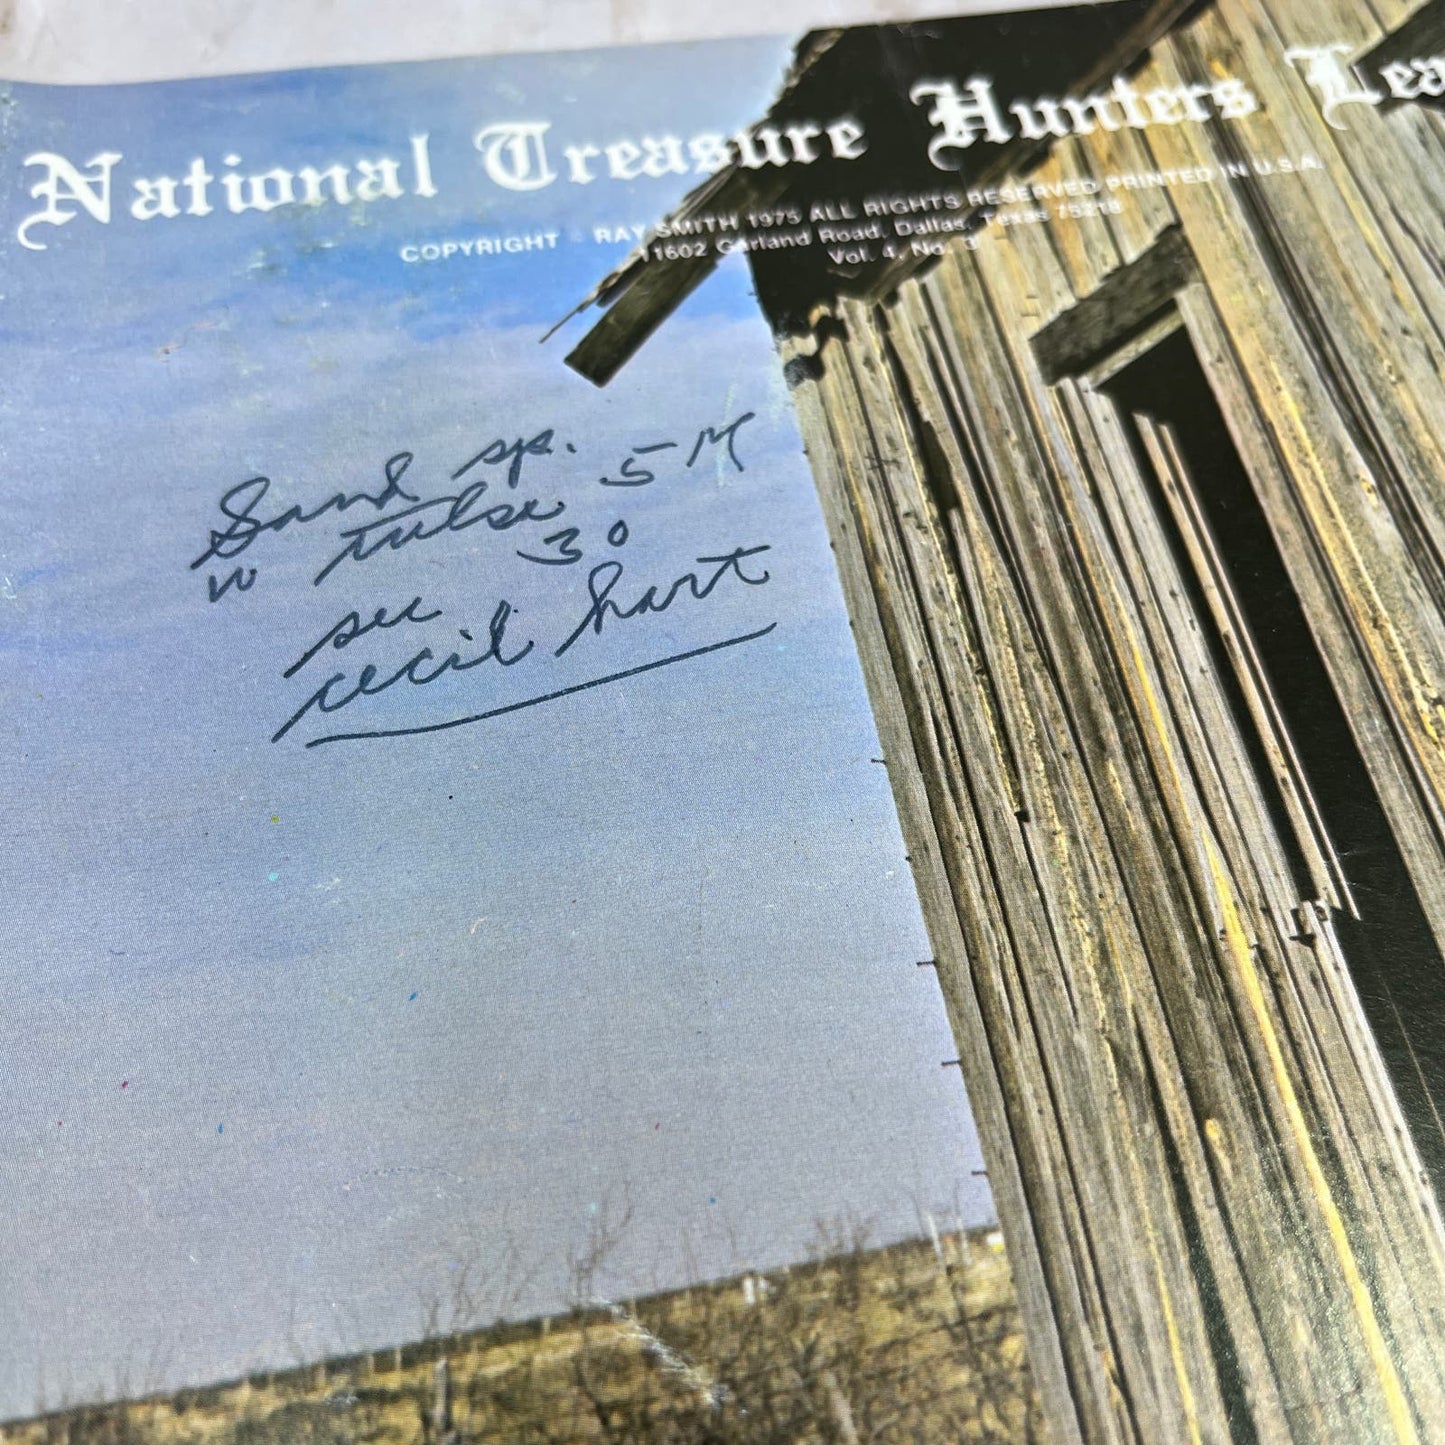 National Treasure Hunters Lea
COPYRIGHT RAY SMITH 1975 ALL RIGHTS RESERVED PRINTED IN U.S.A.
11602 Garland Road, Dallas, Texas 75218
Vol. 4, No.
Sand sp.
w tulsa 5 M
see 30
cecil hart